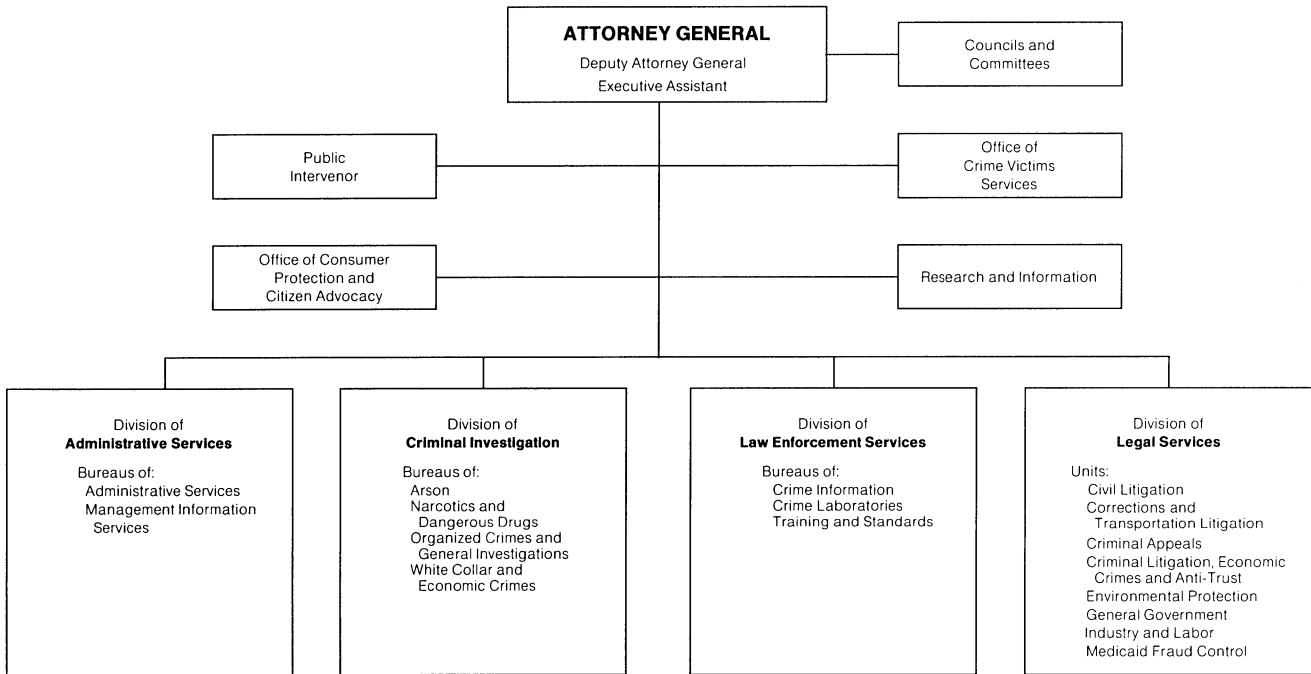 ATTORNEY GENERAL
Deputy Attorney General
Executive Assistant
Councils and
Committees
Public
Intervenor
Office of
Crime Victims
Services
Office of Consumer
Protection and
Citizen Advocacy
Research and Information
Division of
Administrative Services
Bureaus of:
Administrative Services
Management Information
Services
Division of
Criminal Investigation
Bureaus of:
Arson
Narcotics and
Dangerous Drugs
Organized Crimes and
General Investigations
White Collar and
Economic Crimes
Division of
Law Enforcement Services
Bureaus of:
Crime Information
Crime Laboratories
Training and Standards
Division of
Legal Services
Units:
Civil Litigation
Corrections and
Transportation Litigation
Criminal Appeals
Criminal Litigation, Economic
Crimes and Anti-Trust
Environmental Protection
General Government
Industry and Labor
Medicaid Fraud Control